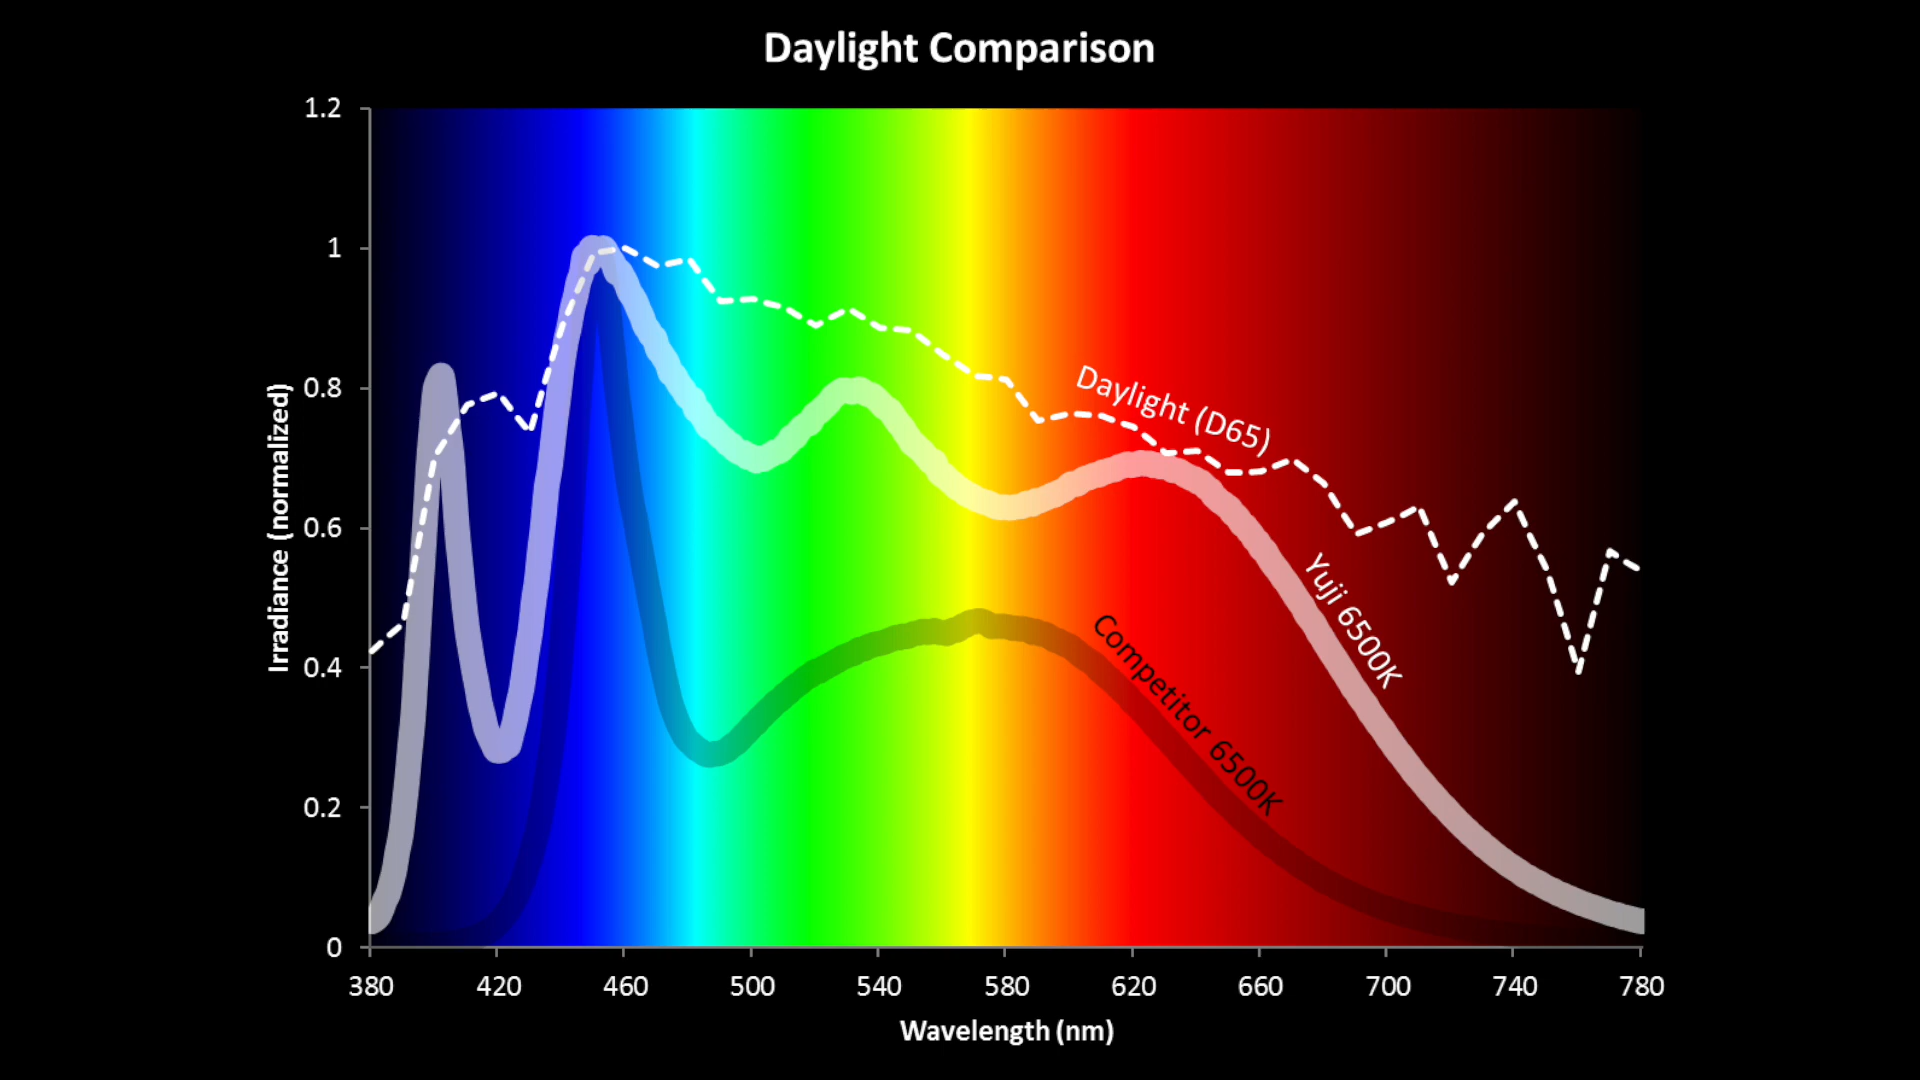 Daylight Comparison
1.2
1
0.8
0.6
0.4
0.2
0
Irradiance (normalized)
Daylight (D65)
Yuji 6500K
Competitor 6500K
380 420 460 500 540 580 620 660 700 740 780
Wavelength (nm)